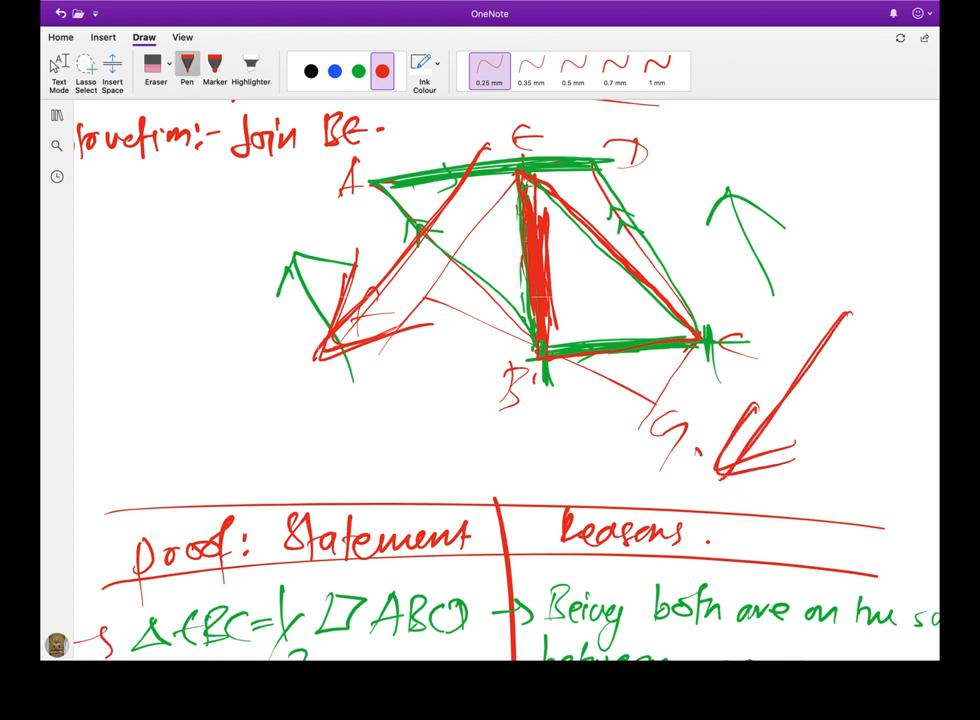 OneNote
Home Insert Draw View
Text Mode
Lasso Select
Insert Space
Eraser
Pen
Marker
Highlighter
Ink Colour
0.25 mm
0.35 mm
0.5 mm
0.7 mm
1 mm
Join BE.
E
D
A
F
C
B
G.
Proof: Statement
Reasons.
→ Δ EBC = 1/2 ▱ ABCD → Being both are on the sa
between